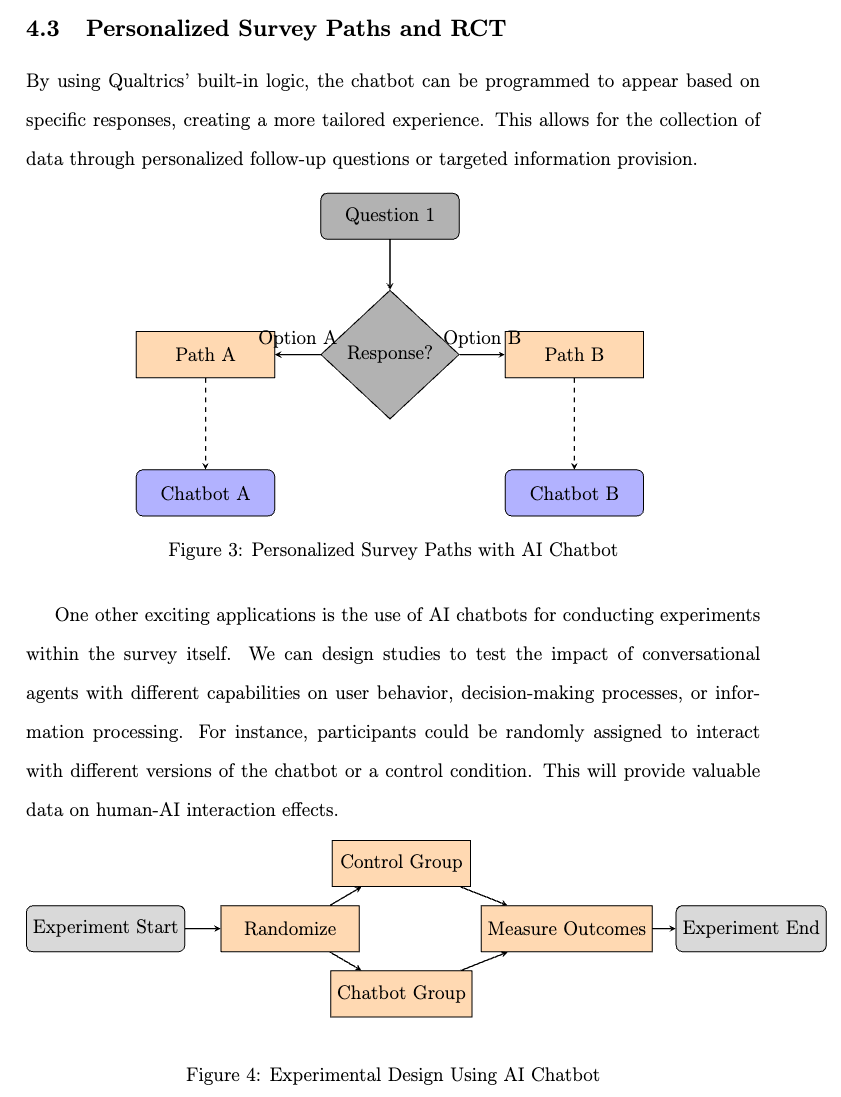 4.3 Personalized Survey Paths and RCT
By using Qualtrics’ built-in logic, the chatbot can be programmed to appear based on
specific responses, creating a more tailored experience. This allows for the collection of
data through personalized follow-up questions or targeted information provision.
Question 1
Option A
Option B
Path A
Response?
Path B
Chatbot A
Chatbot B
Figure 3: Personalized Survey Paths with AI Chatbot
One other exciting applications is the use of AI chatbots for conducting experiments
within the survey itself. We can design studies to test the impact of conversational
agents with different capabilities on user behavior, decision-making processes, or infor-
mation processing. For instance, participants could be randomly assigned to interact
with different versions of the chatbot or a control condition. This will provide valuable
data on human-AI interaction effects.
Control Group
Experiment Start
Randomize
Measure Outcomes
Experiment End
Chatbot Group
Figure 4: Experimental Design Using AI Chatbot